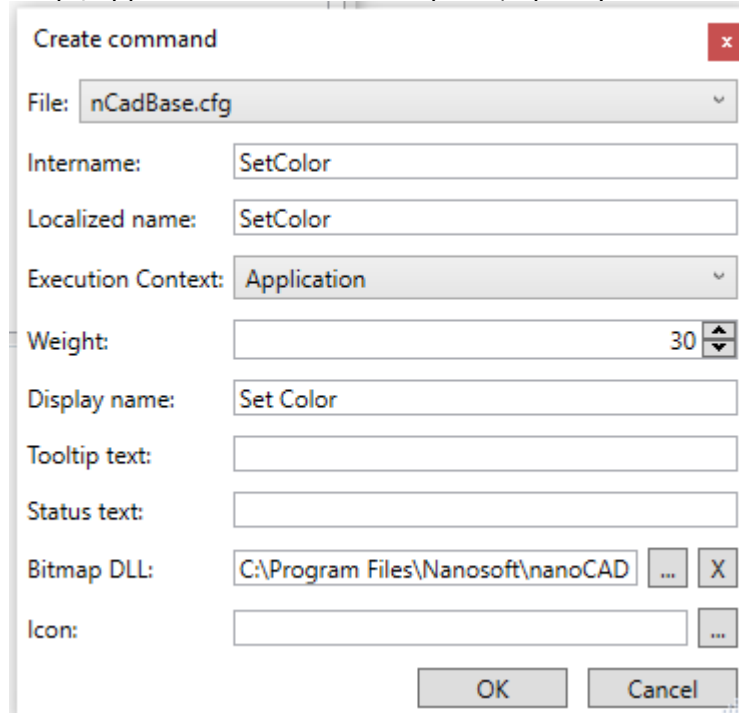 Create command
x
File: nCadBase.cfg
Intername: SetColor
Localized name: SetColor
Execution Context: Application
Weight: 30
Display name: Set Color
Tooltip text:
Status text:
Bitmap DLL: C:\Program Files\Nanosoft\nanoCAD ... X
Icon: ...
OK Cancel